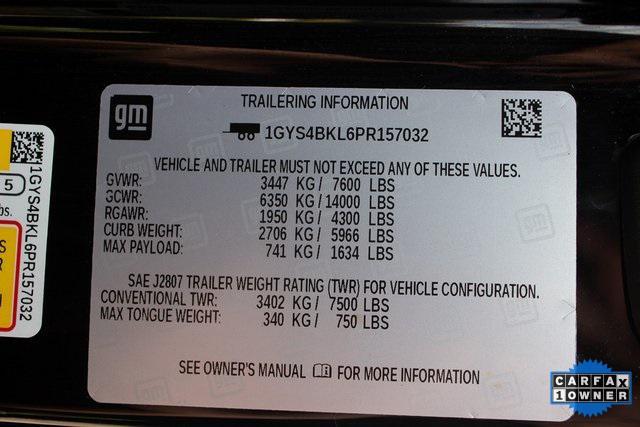 gm
TRAILERING INFORMATION
1GYS4BKL6PR157032
VEHICLE AND TRAILER MUST NOT EXCEED ANY OF THESE VALUES.
GVWR: 3447 KG / 7600 LBS
GCWR: 6350 KG / 14000 LBS
RGAWR: 1950 KG / 4300 LBS
CURB WEIGHT: 2706 KG / 5966 LBS
MAX PAYLOAD: 741 KG / 1634 LBS
SAE J2807 TRAILER WEIGHT RATING (TWR) FOR VEHICLE CONFIGURATION.
CONVENTIONAL TWR: 3402 KG / 7500 LBS
MAX TONGUE WEIGHT: 340 KG / 750 LBS
SEE OWNER'S MANUAL FOR MORE INFORMATION
1GYS4BKL6PR157032
5
bs.
CARFAX
1 OWNER